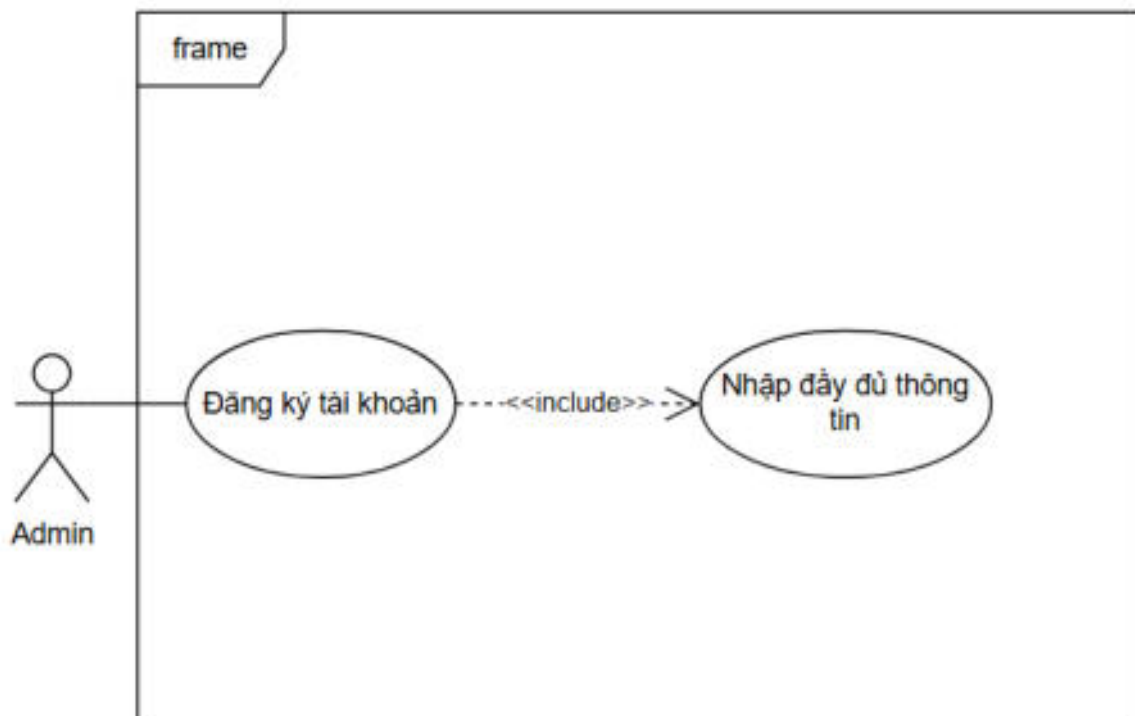 frame
Đăng ký tài khoản
<<include>>
Nhập đầy đủ thông
tin
Admin